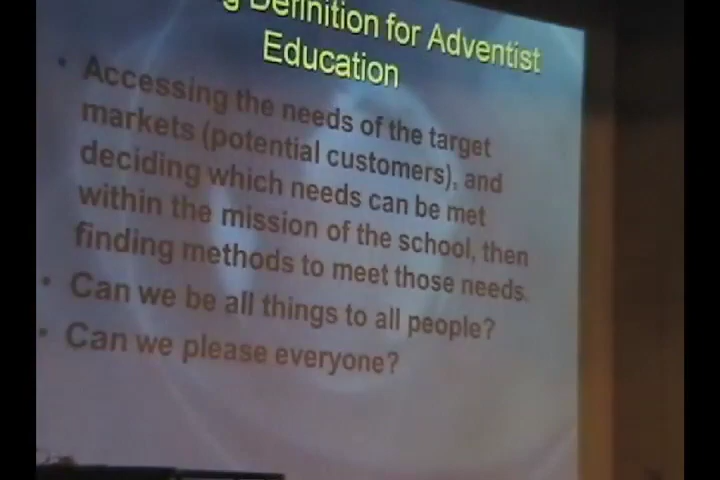 Definition for Adventist
Education
• Accessing the needs of the target
markets (potential customers), and
deciding which needs can be met
within the mission of the school, then
finding methods to meet those needs.
• Can we be all things to all people?
• Can we please everyone?